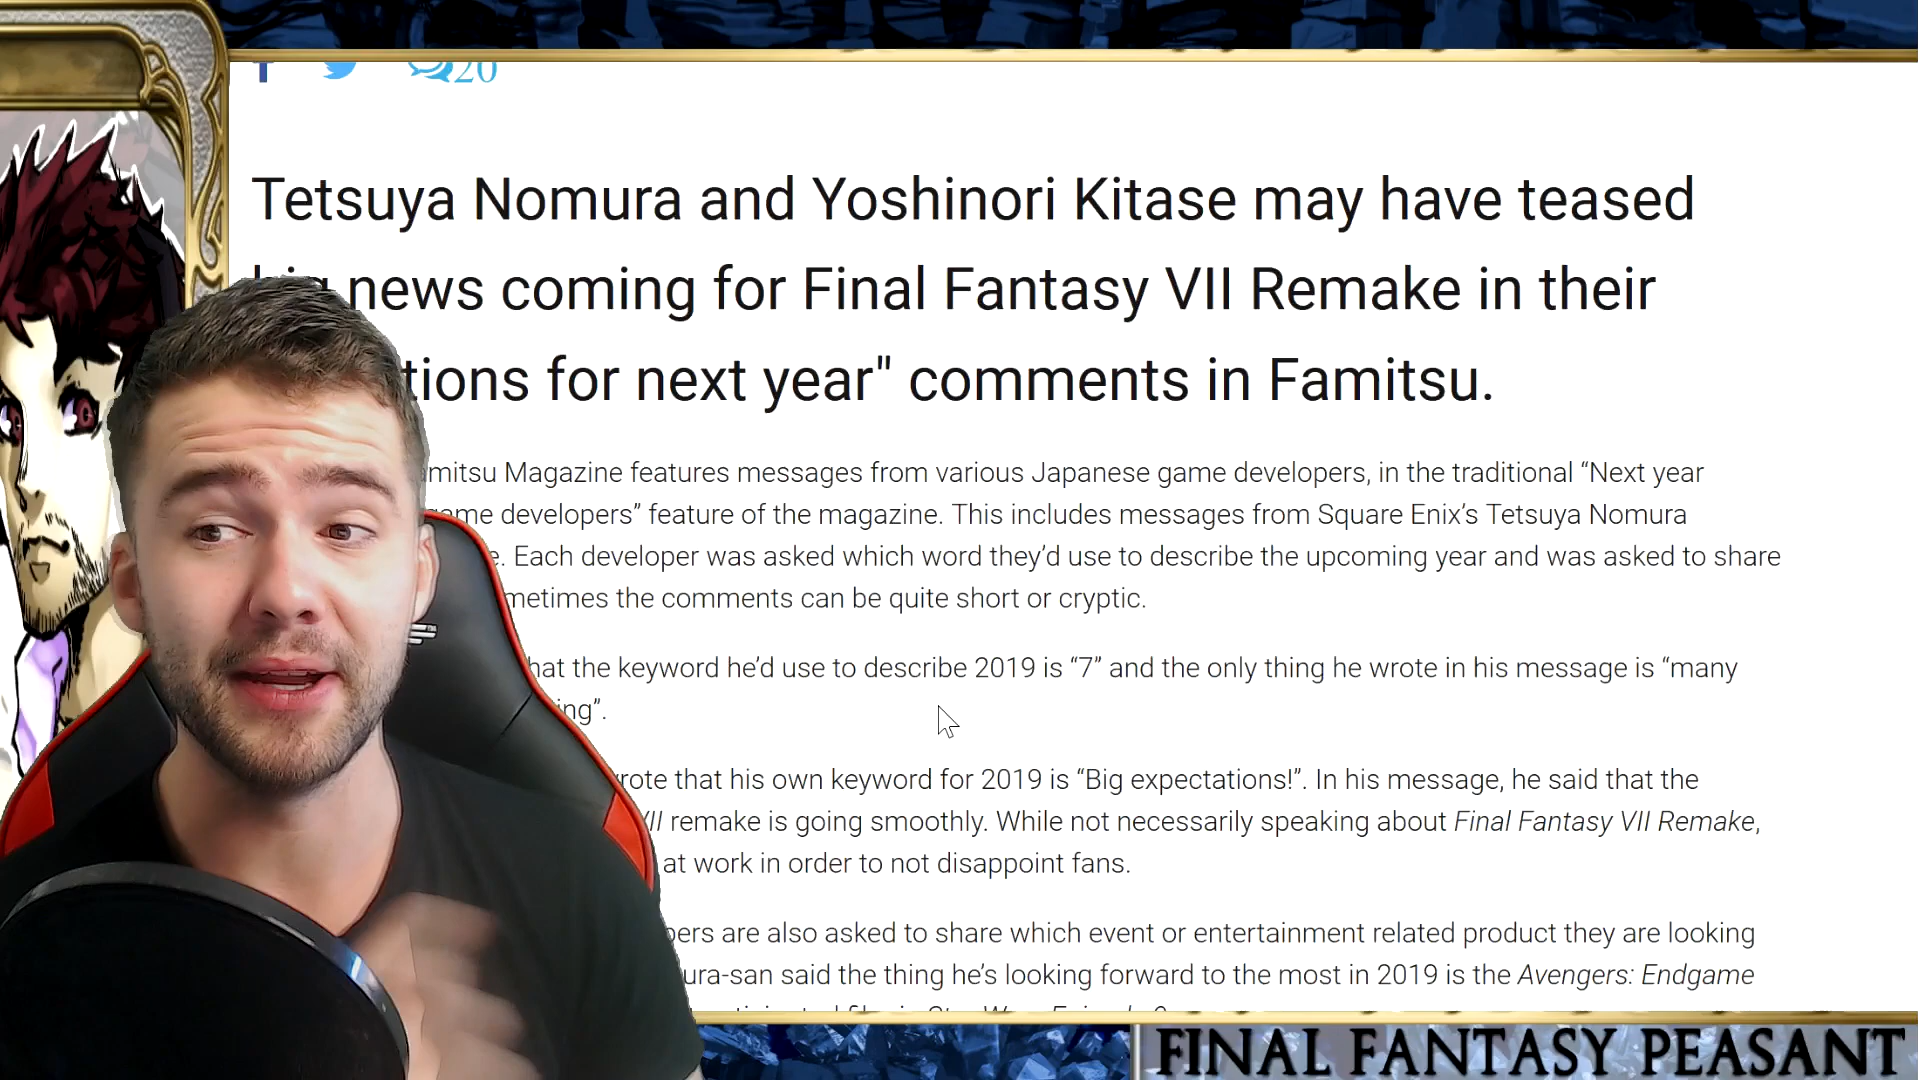 20
Tetsuya Nomura and Yoshinori Kitase may have teased
big news coming for Final Fantasy VII Remake in their
tions for next year" comments in Famitsu.
mitsu Magazine features messages from various Japanese game developers, in the traditional “Next year
game developers” feature of the magazine. This includes messages from Square Enix’s Tetsuya Nomura
e. Each developer was asked which word they’d use to describe the upcoming year and was asked to share
metimes the comments can be quite short or cryptic.
hat the keyword he’d use to describe 2019 is “7” and the only thing he wrote in his message is “many
ing”.
rote that his own keyword for 2019 is “Big expectations!”. In his message, he said that the
VII remake is going smoothly. While not necessarily speaking about Final Fantasy VII Remake,
at work in order to not disappoint fans.
pers are also asked to share which event or entertainment related product they are looking
ura-san said the thing he’s looking forward to the most in 2019 is the Avengers: Endgame
FINAL FANTASY PEASANT